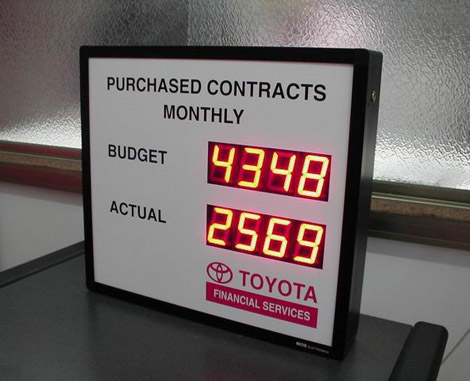 PURCHASED CONTRACTS
MONTHLY
BUDGET 4348
ACTUAL 2569
TOYOTA
FINANCIAL SERVICES